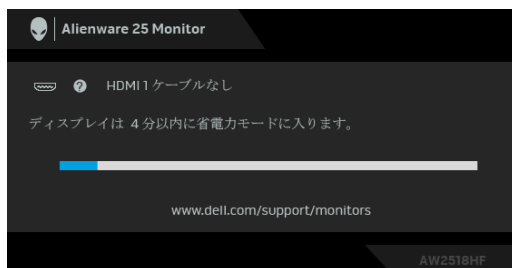 Alienware 25 Monitor
? HDMI 1 ケーブルなし
ディスプレイは 4 分以内に省電力モードに入ります。
www.dell.com/support/monitors
AW2518HF